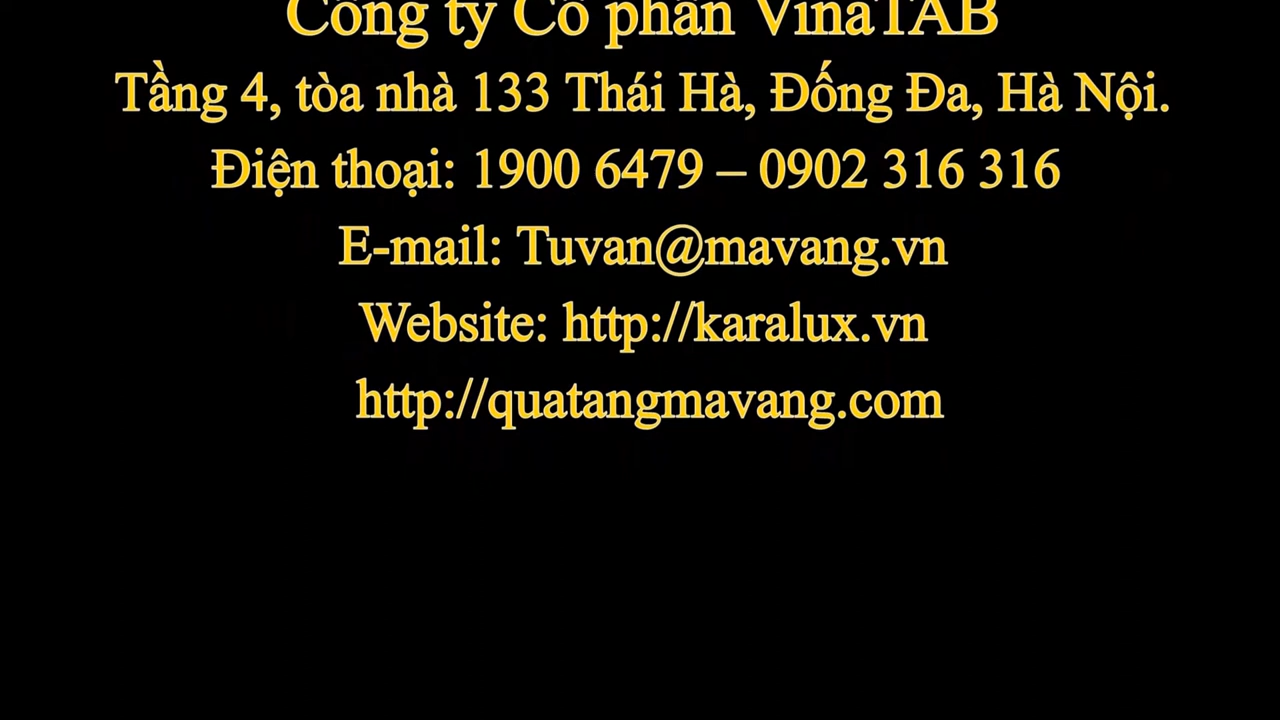 Công ty Cổ phần VinaTAB
Tầng 4, tòa nhà 133 Thái Hà, Đống Đa, Hà Nội.
Điện thoại: 1900 6479 – 0902 316 316
E-mail: Tuvan@mavang.vn
Website: http://karalux.vn
http://quatangmavang.com